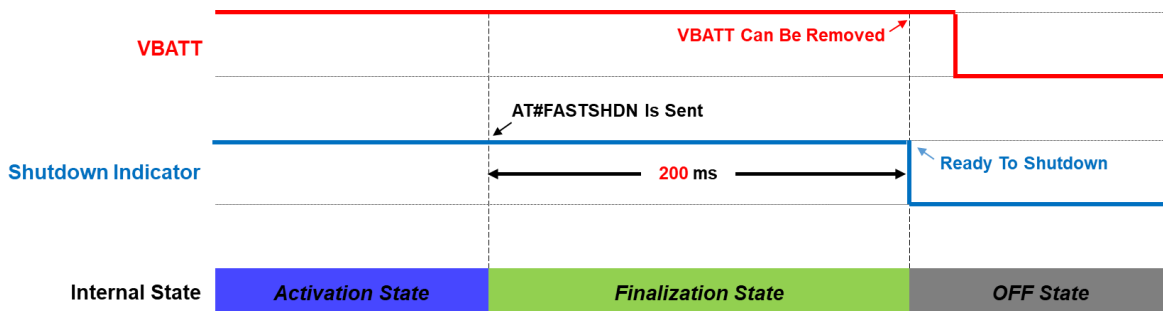 VBATT
VBATT Can Be Removed
AT#FASTSHDN Is Sent
Shutdown Indicator
200 ms
Ready To Shutdown
Internal State
Activation State
Finalization State
OFF State